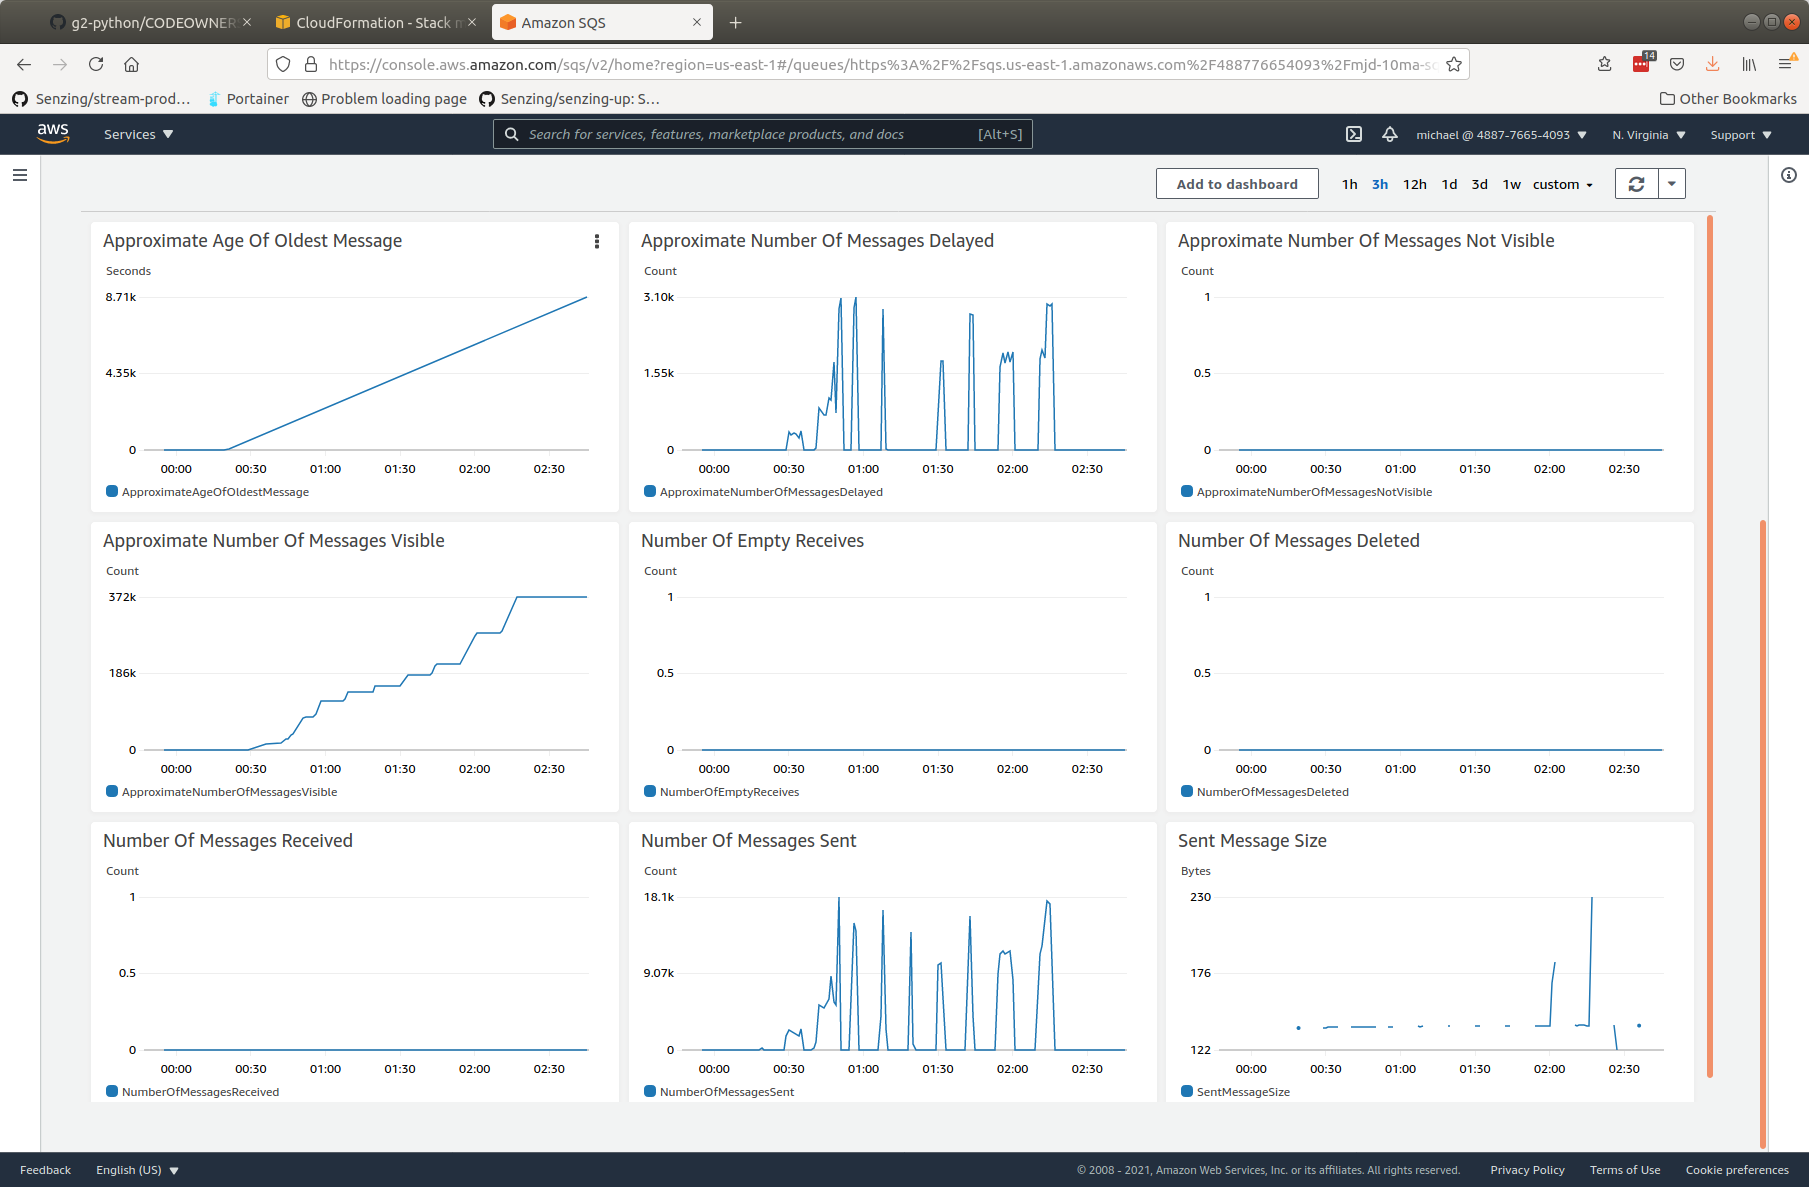 g2-python/CODEOWNER
CloudFormation - Stack m
Amazon SQS
https://console.aws.amazon.com/sqs/v2/home?region=us-east-1#/queues/https%3A%2F%2Fsqs.us-east-1.amazonaws.com%2F488776654093%2Fmjd-10ma-sc
14
Senzing/stream-prod…
Portainer
Problem loading page
Senzing/senzing-up: S…
Other Bookmarks
aws
Services
Search for services, features, marketplace products, and docs
[Alt+S]
michael @ 4887-7665-4093
N. Virginia
Support
Add to dashboard
1h 3h 12h 1d 3d 1w custom
Approximate Age Of Oldest Message
Seconds
8.71k
4.35k
0
00:00 00:30 01:00 01:30 02:00 02:30
ApproximateAgeOfOldestMessage
Approximate Number Of Messages Delayed
Count
3.10k
1.55k
0
00:00 00:30 01:00 01:30 02:00 02:30
ApproximateNumberOfMessagesDelayed
Approximate Number Of Messages Not Visible
Count
1
0.5
0
00:00 00:30 01:00 01:30 02:00 02:30
ApproximateNumberOfMessagesNotVisible
Approximate Number Of Messages Visible
Count
372k
186k
0
00:00 00:30 01:00 01:30 02:00 02:30
ApproximateNumberOfMessagesVisible
Number Of Empty Receives
Count
1
0.5
0
00:00 00:30 01:00 01:30 02:00 02:30
NumberOfEmptyReceives
Number Of Messages Deleted
Count
1
0.5
0
00:00 00:30 01:00 01:30 02:00 02:30
NumberOfMessagesDeleted
Number Of Messages Received
Count
1
0.5
0
00:00 00:30 01:00 01:30 02:00 02:30
NumberOfMessagesReceived
Number Of Messages Sent
Count
18.1k
9.07k
0
00:00 00:30 01:00 01:30 02:00 02:30
NumberOfMessagesSent
Sent Message Size
Bytes
230
176
122
00:00 00:30 01:00 01:30 02:00 02:30
SentMessageSize
Feedback
English (US)
© 2008 - 2021, Amazon Web Services, Inc. or its affiliates. All rights reserved.
Privacy Policy
Terms of Use
Cookie preferences